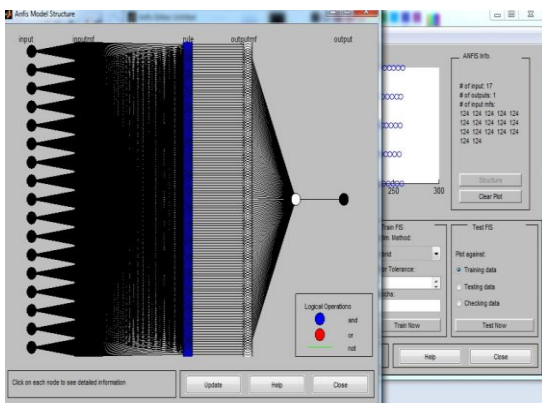 Anfis Model Structure
input
inputmf
rule
outputmf
output
Logical Operations
and
or
not
Click on each node to see detailed information
Update
Help
Close
ANFIS Info.
# of input: 17
# of outputs: 1
# of input mfs:
124 124 124 124 124
124 124 124 124 124
124 124 124 124 124
124 124
Structure
Clear Plot
250
300
Train FIS
Method:
Tolerance:
Train Now
Test FIS
Plot against:
Training data
Testing data
Checking data
Test Now
Help
Close